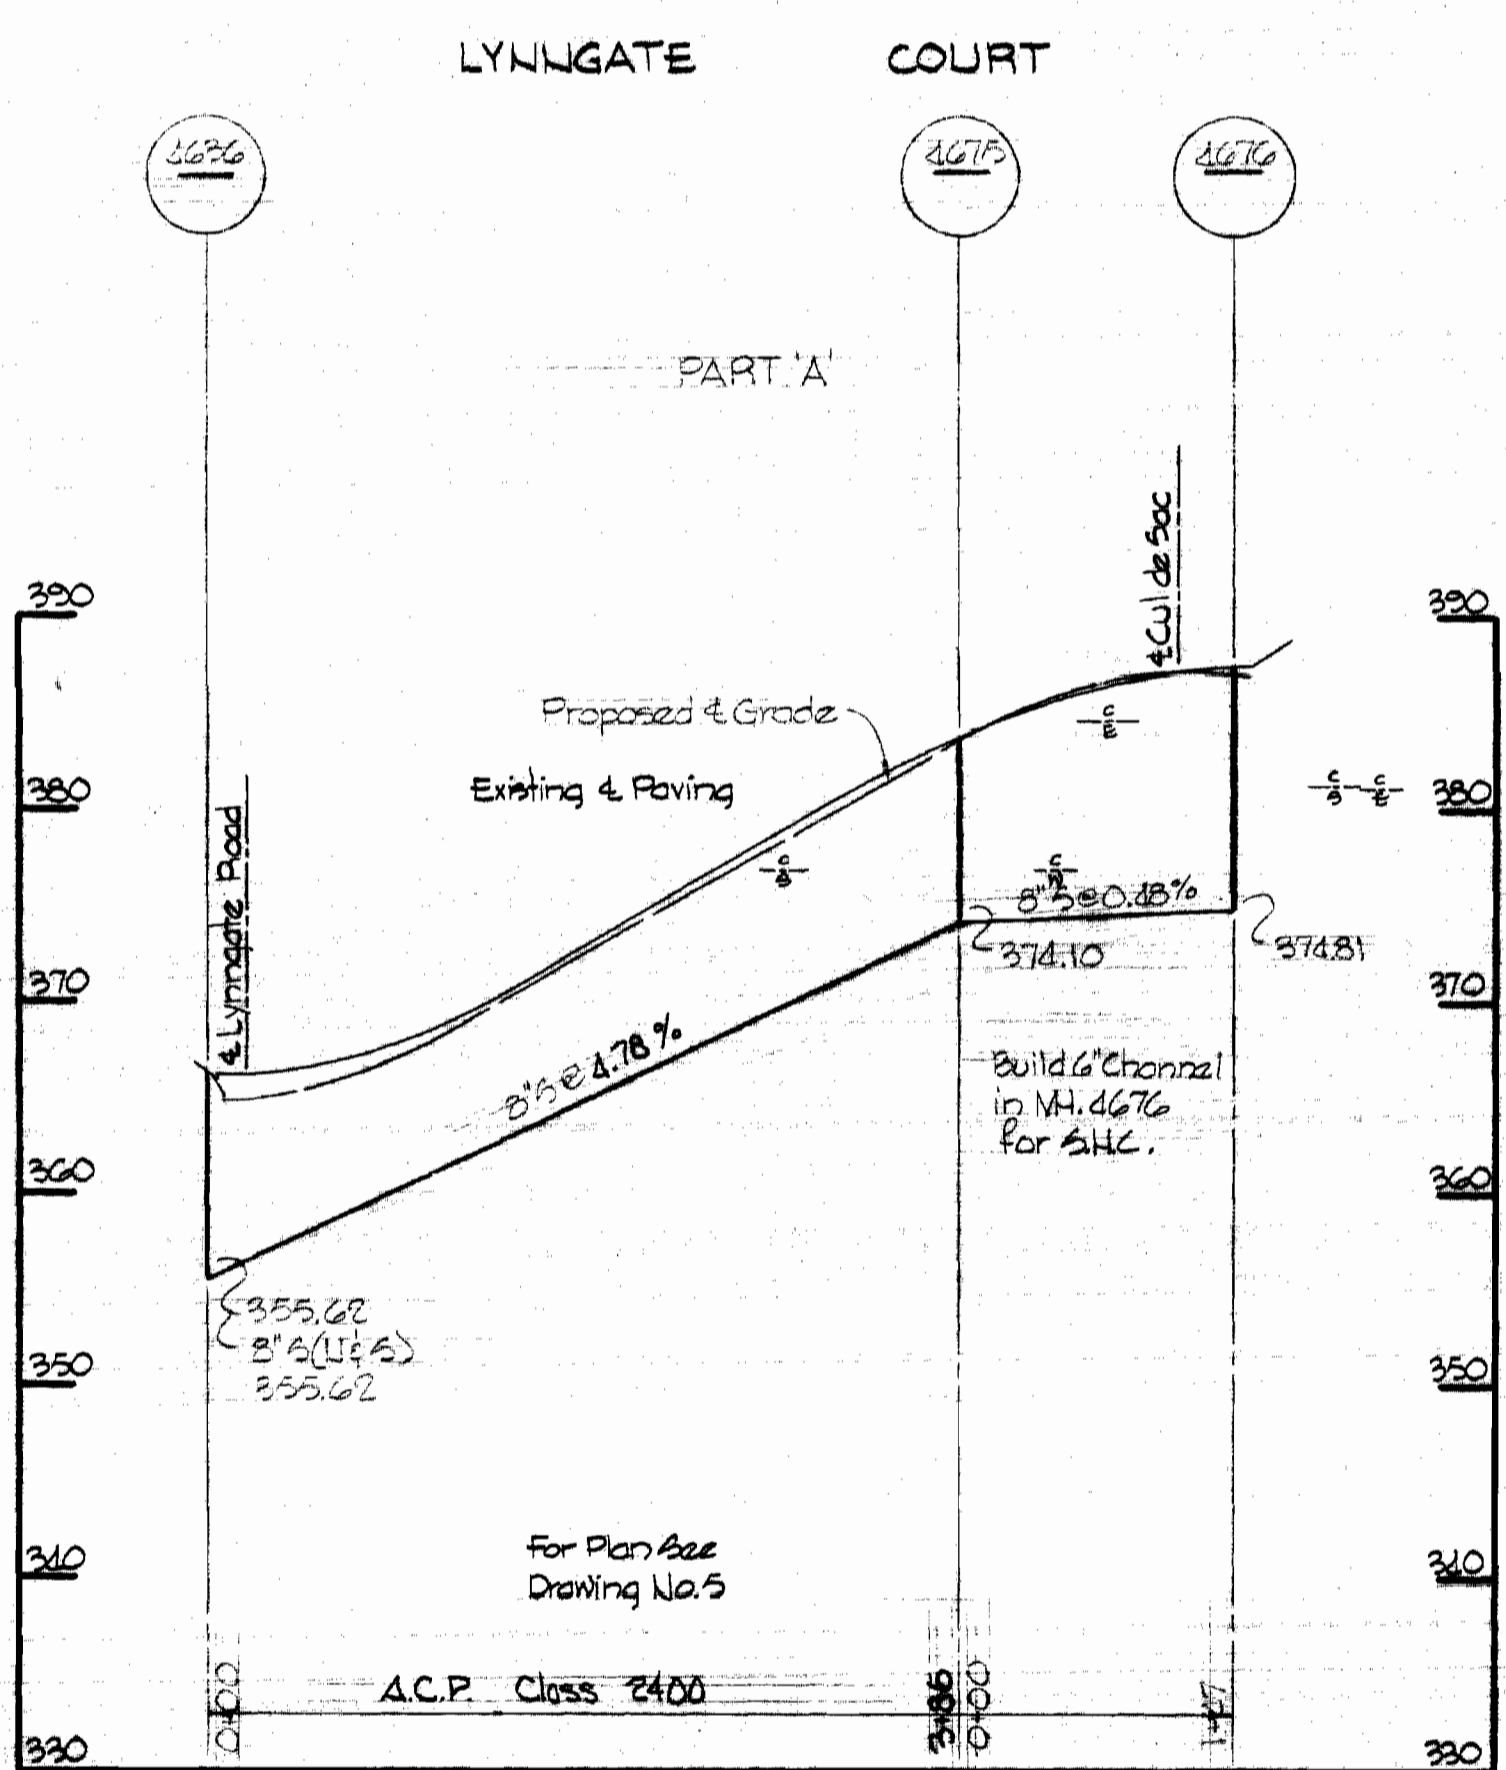 LYNNGATE COURT
4636
4675
4676
PART 'A'
℄ Cul de Sac
390
390
Proposed ℄ Grade
C/E
Existing ℄ Paving
380
C/S C/E
380
℄ Lynngate Road
C/S
C/W
8"S@0.48%
374.10
374.81
370
370
8"S@4.78%
Build 6" Channel
in MH. 4676
for S.H.C.
360
360
355.62
8"S(N&S)
355.62
350
350
For Plan See
Drawing No.5
340
340
0+00
A.C.P. Class 2400
3+86
0+00
330
330